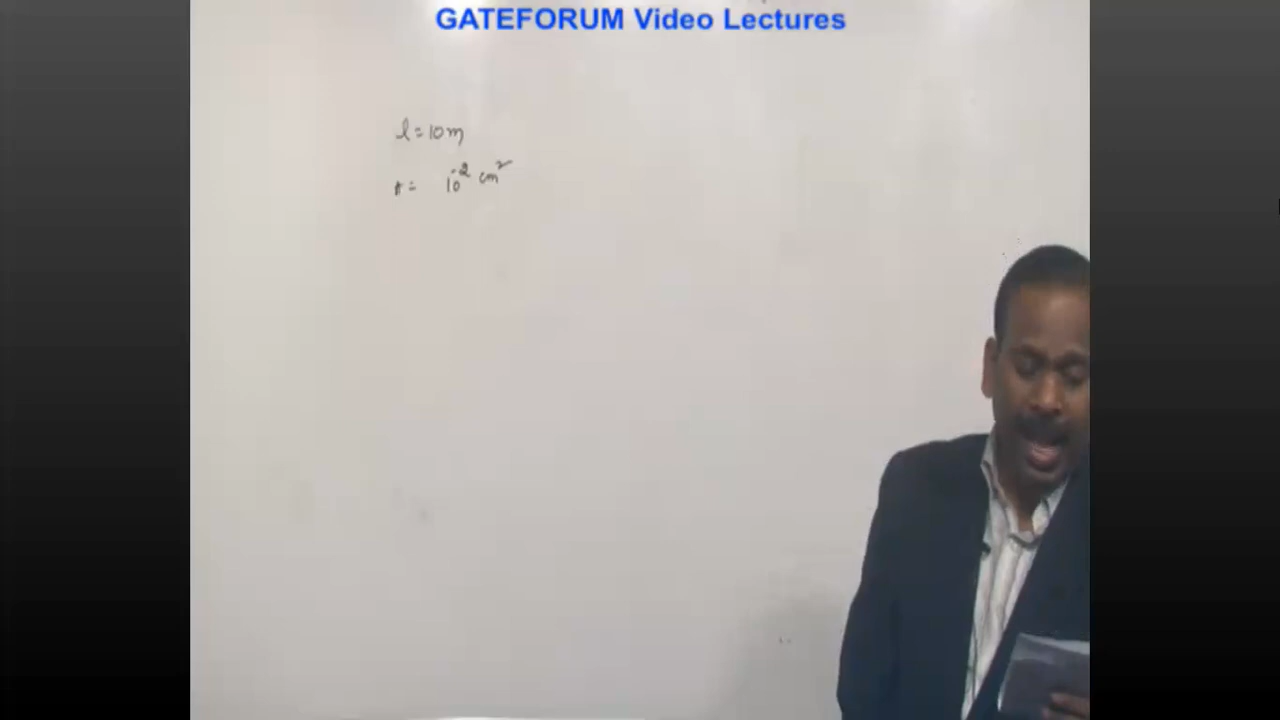 GATEFORUM Video Lectures
l = 10 m
A = 10⁻² cm²